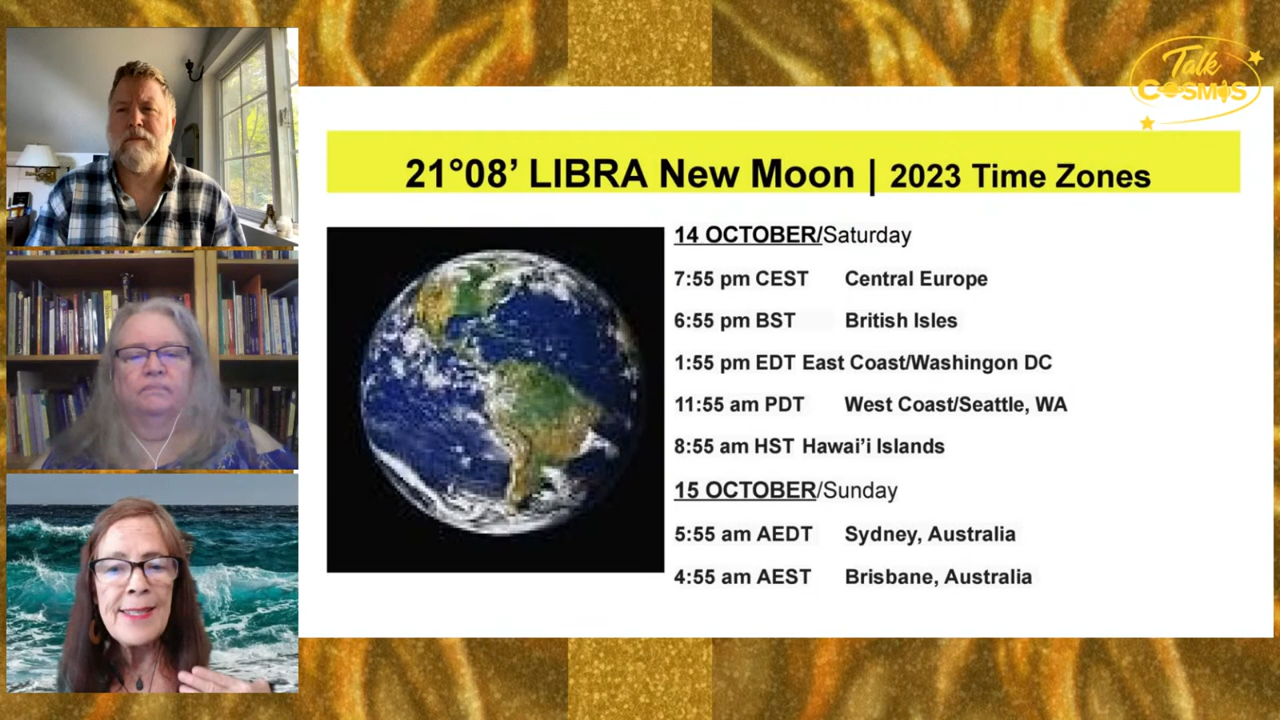 Talk
COSMOS
21°08’ LIBRA New Moon | 2023 Time Zones
14 OCTOBER/Saturday
7:55 pm CEST Central Europe
6:55 pm BST British Isles
1:55 pm EDT East Coast/Washingon DC
11:55 am PDT West Coast/Seattle, WA
8:55 am HST Hawai’i Islands
15 OCTOBER/Sunday
5:55 am AEDT Sydney, Australia
4:55 am AEST Brisbane, Australia